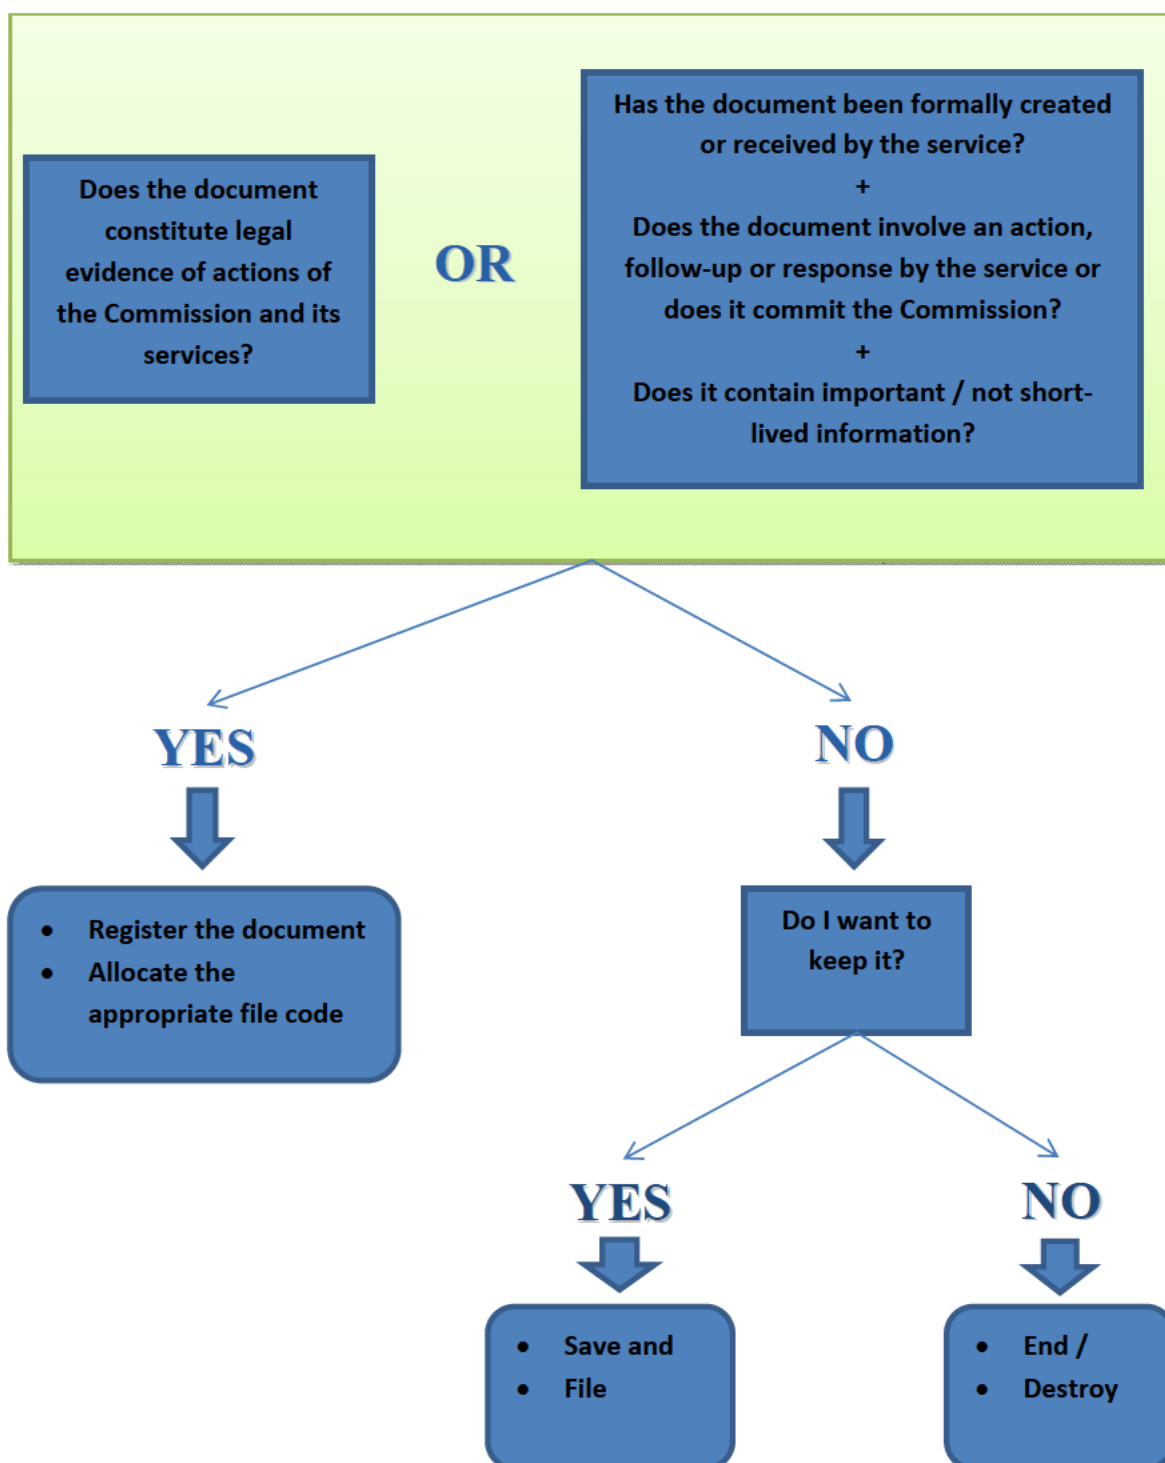 Does the document
constitute legal
evidence of actions of
the Commission and its
services?
OR
Has the document been formally created
or received by the service?
+
Does the document involve an action,
follow-up or response by the service or
does it commit the Commission?
+
Does it contain important / not short-
lived information?
YES
NO
• Register the document
• Allocate the
appropriate file code
Do I want to
keep it?
YES
NO
• Save and
• File
• End /
• Destroy